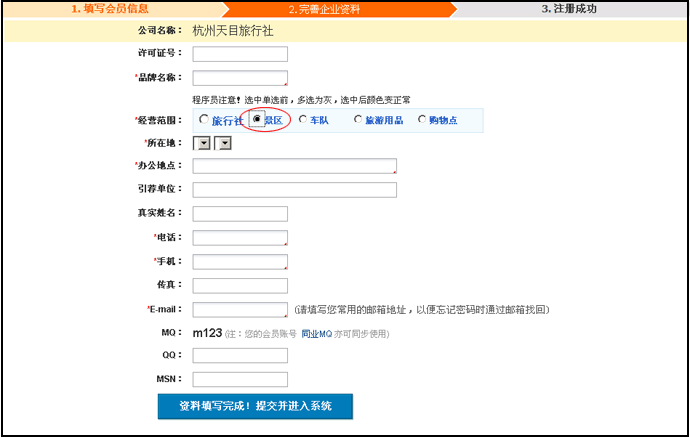 1. 填写会员信息 2. 完善企业资料 3. 注册成功
公司名称： 杭州天目旅行社
许可证号：
*品牌名称：
程序员注意！选中单选前，多选为灰，选中后颜色变正常
*经营范围： 旅行社 景区 车队 旅游用品 购物点
*所在地：
*办公地点：
引荐单位：
真实姓名：
*电话：
*手机：
传真：
*E-mail： (请填写您常用的邮箱地址，以便忘记密码时通过邮箱找回)
MQ： m123 (注：您的会员账号 同业MQ 亦可同步使用)
QQ：
MSN：
资料填写完成！提交并进入系统